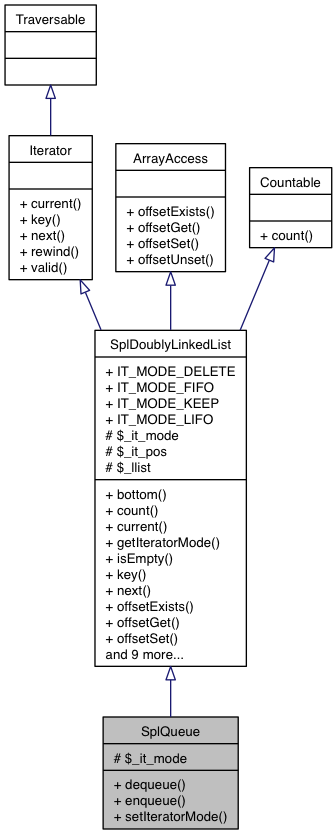 Traversable
Iterator
+ current()
+ key()
+ next()
+ rewind()
+ valid()
ArrayAccess
+ offsetExists()
+ offsetGet()
+ offsetSet()
+ offsetUnset()
Countable
+ count()
SplDoublyLinkedList
+ IT_MODE_DELETE
+ IT_MODE_FIFO
+ IT_MODE_KEEP
+ IT_MODE_LIFO
# $_it_mode
# $_it_pos
# $_llist
+ bottom()
+ count()
+ current()
+ getIteratorMode()
+ isEmpty()
+ key()
+ next()
+ offsetExists()
+ offsetGet()
+ offsetSet()
and 9 more...
SplQueue
# $_it_mode
+ dequeue()
+ enqueue()
+ setIteratorMode()